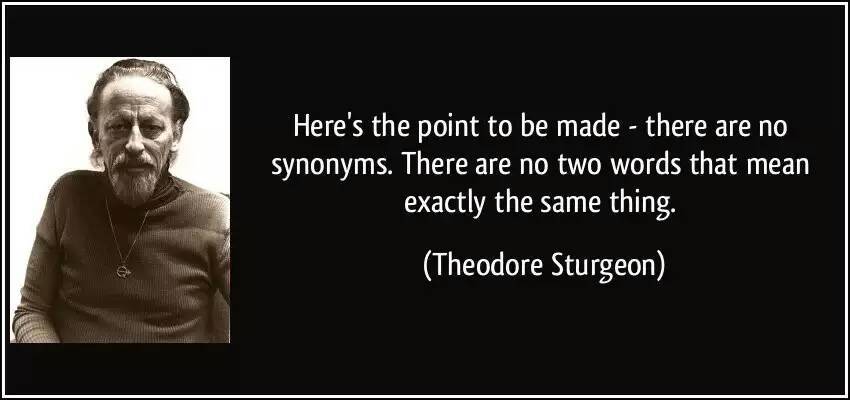 Here's the point to be made - there are no
synonyms. There are no two words that mean
exactly the same thing.
(Theodore Sturgeon)